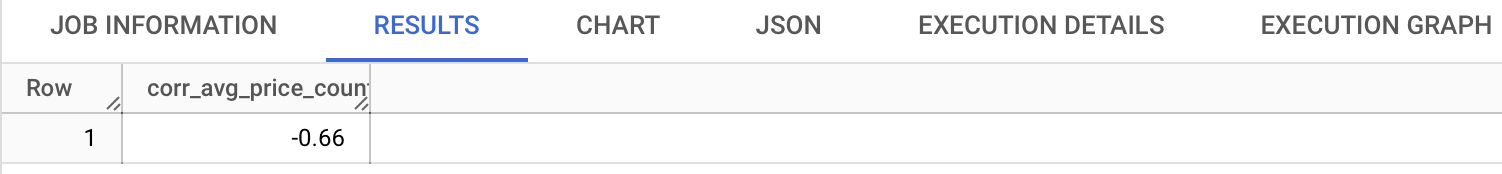 JOB INFORMATION RESULTS CHART JSON EXECUTION DETAILS EXECUTION GRAPH
Row corr_avg_price_coun
1 -0.66